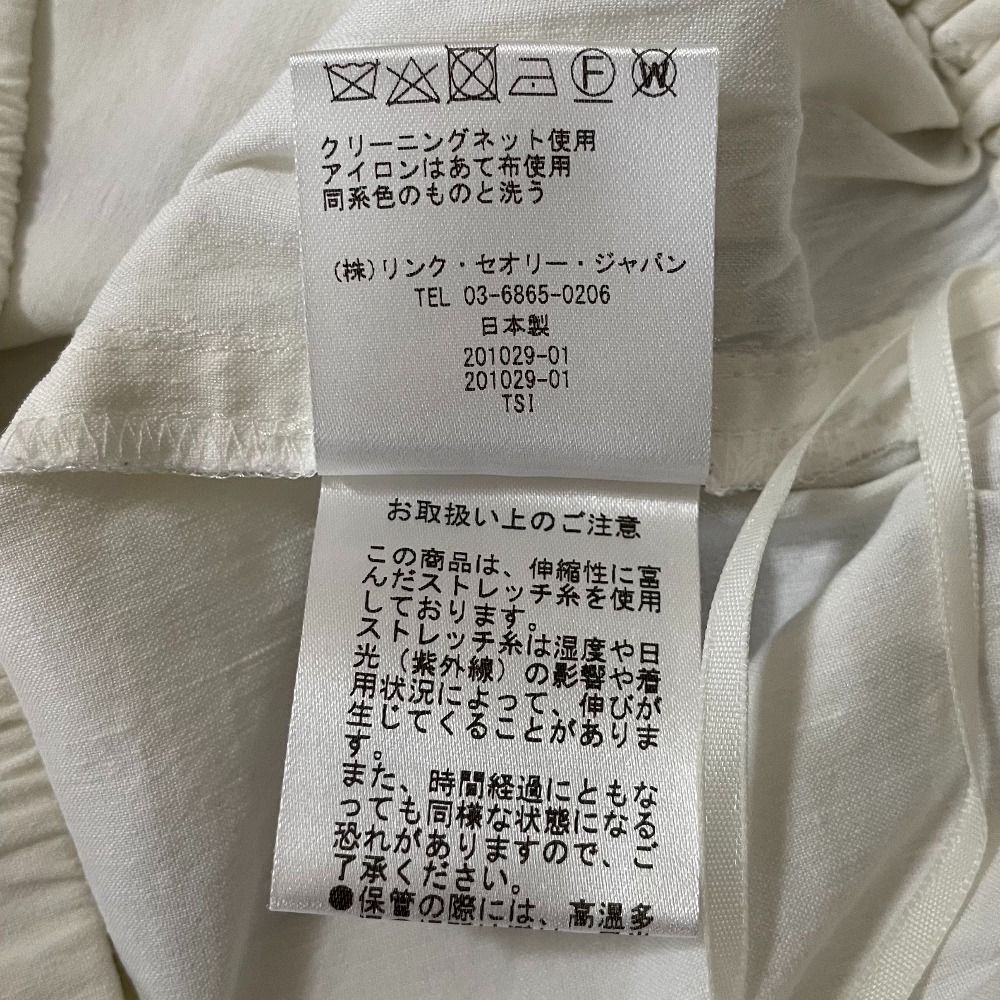 F
W
クリーニングネット使用
アイロンはあて布使用
同系色のものと洗う
(株)リンク・セオリー・ジャパン
TEL 03-6865-0206
日本製
201029-01
201029-01
TSI
お取扱い上のご注意
この商品は、伸縮性に富
んだストレッチ糸を使用
しております。
ストレッチ糸は湿度や日
光(紫外線)の影響や着
用状況によって、伸びが
生じてくることがありま
す。
また、時間経過にともな
っても同様な状態になる
恐れがありますので、ご
了承ください。
●保管の際には、高温多